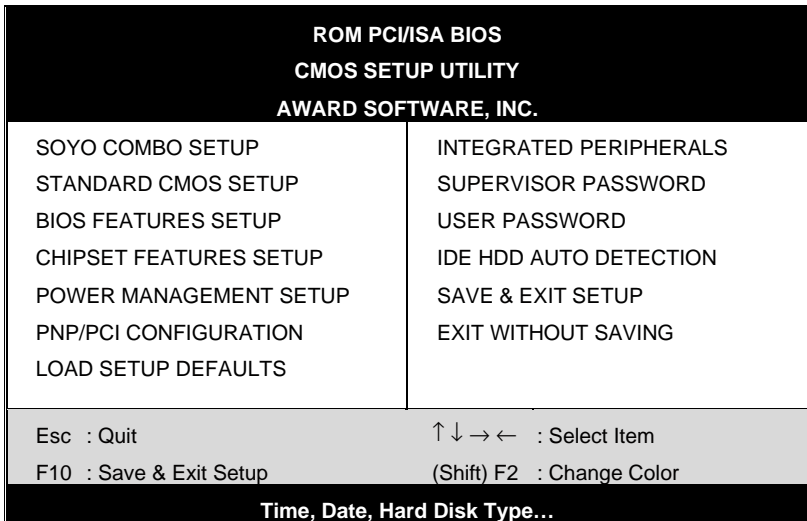 ROM PCI/ISA BIOS
CMOS SETUP UTILITY
AWARD SOFTWARE, INC.
SOYO COMBO SETUP
STANDARD CMOS SETUP
BIOS FEATURES SETUP
CHIPSET FEATURES SETUP
POWER MANAGEMENT SETUP
PNP/PCI CONFIGURATION
LOAD SETUP DEFAULTS
INTEGRATED PERIPHERALS
SUPERVISOR PASSWORD
USER PASSWORD
IDE HDD AUTO DETECTION
SAVE & EXIT SETUP
EXIT WITHOUT SAVING
Esc : Quit
↑ ↓ → ← : Select Item
F10 : Save & Exit Setup
(Shift) F2 : Change Color
Time, Date, Hard Disk Type…